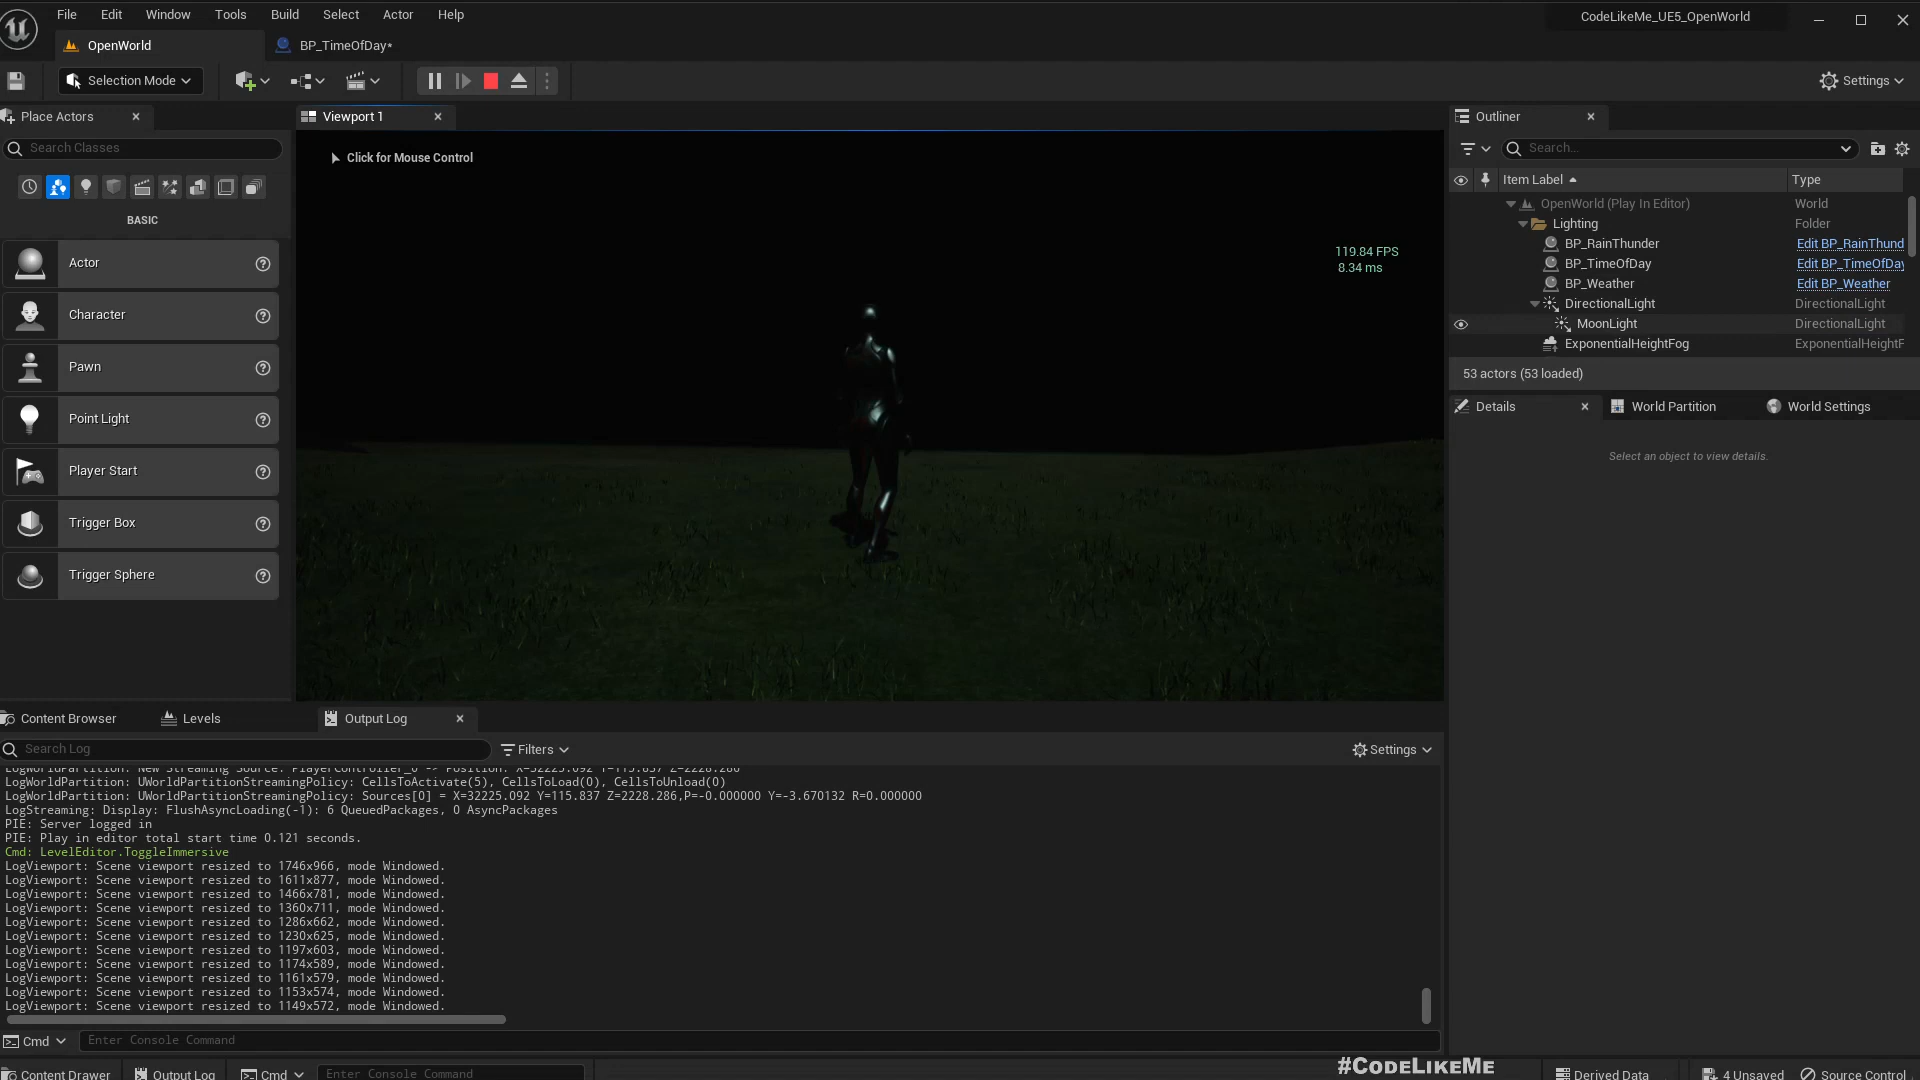 File Edit Window Tools Build Select Actor Help
CodeLikeMe_UE5_OpenWorld
OpenWorld
BP_TimeOfDay*
Selection Mode
Settings
Place Actors
Viewport 1
Outliner
Search Classes
Click for Mouse Control
Search...
Item Label
Type
BASIC
OpenWorld (Play In Editor) World
Lighting Folder
119.84 FPS
8.34 ms
BP_RainThunder Edit BP_RainThund
BP_TimeOfDay Edit BP_TimeOfDay
BP_Weather Edit BP_Weather
DirectionalLight DirectionalLight
MoonLight DirectionalLight
ExponentialHeightFog ExponentialHeightF
Actor
Character
Pawn
Point Light
Player Start
Trigger Box
Trigger Sphere
53 actors (53 loaded)
Details
World Partition
World Settings
Select an object to view details.
Content Browser
Levels
Output Log
Search Log
Filters
Settings
LogWorldPartition: New Streaming Source: PlayerController_0 -> Position: X=32225.092 Y=115.837 Z=2228.286
LogWorldPartition: UWorldPartitionStreamingPolicy: CellsToActivate(5), CellsToLoad(0), CellsToUnload(0)
LogWorldPartition: UWorldPartitionStreamingPolicy: Sources[0] = X=32225.092 Y=115.837 Z=2228.286,P=-0.000000 Y=-3.670132 R=0.000000
LogStreaming: Display: FlushAsyncLoading(-1): 6 QueuedPackages, 0 AsyncPackages
PIE: Server logged in
PIE: Play in editor total start time 0.121 seconds.
Cmd: LevelEditor.ToggleImmersive
LogViewport: Scene viewport resized to 1746x966, mode Windowed.
LogViewport: Scene viewport resized to 1611x877, mode Windowed.
LogViewport: Scene viewport resized to 1466x781, mode Windowed.
LogViewport: Scene viewport resized to 1360x711, mode Windowed.
LogViewport: Scene viewport resized to 1286x662, mode Windowed.
LogViewport: Scene viewport resized to 1230x625, mode Windowed.
LogViewport: Scene viewport resized to 1197x603, mode Windowed.
LogViewport: Scene viewport resized to 1174x589, mode Windowed.
LogViewport: Scene viewport resized to 1161x579, mode Windowed.
LogViewport: Scene viewport resized to 1153x574, mode Windowed.
LogViewport: Scene viewport resized to 1149x572, mode Windowed.
Cmd
Enter Console Command
#CodeLikeMe
Content Drawer
Output Log
Cmd
Enter Console Command
Derived Data
4 Unsaved
Source Control